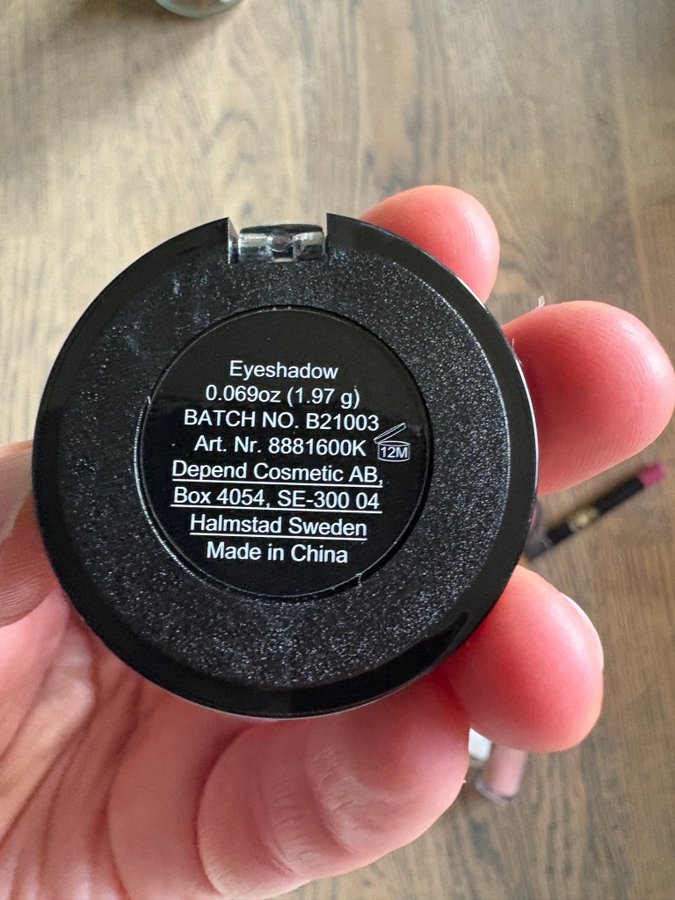 Eyeshadow
0.069oz (1.97 g)
BATCH NO. B21003
Art. Nr. 8881600K
12M
Depend Cosmetic AB,
Box 4054, SE-300 04
Halmstad Sweden
Made in China